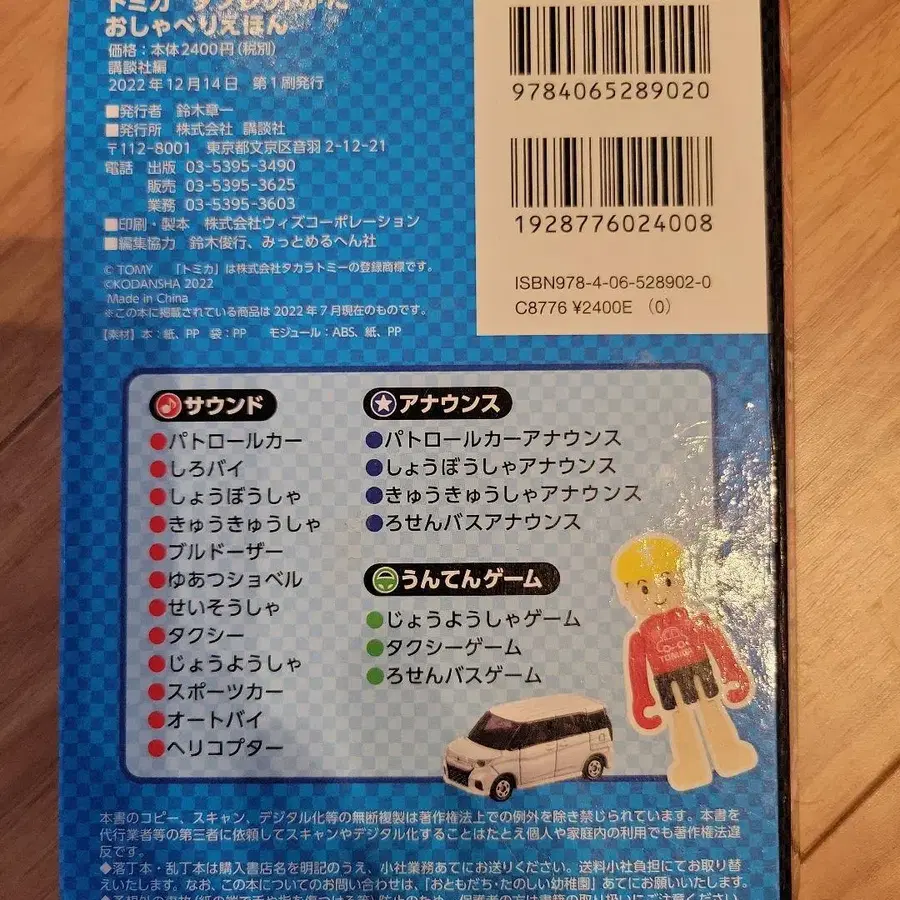 トミカ タブレットがた
おしゃべりえほん
価格：本体2400円(税別)
講談社編
2022年12月14日 第1刷発行
■発行者 鈴木章一
■発行所 株式会社 講談社
〒112-8001 東京都文京区音羽2-12-21
電話 出版 03-5395-3490
販売 03-5395-3625
業務 03-5395-3603
■印刷・製本 株式会社ウィズコーポレーション
■編集協力 鈴木俊行、みっとめるへん社
© TOMY 「トミカ」は株式会社タカラトミーの登録商標です。
©KODANSHA 2022
Made in China
※この本に掲載されている商品は2022年7月現在のものです。
【素材】本：紙、PP 袋：PP モジュール：ABS、紙、PP
9784065289020
1928776024008
ISBN978-4-06-528902-0
C8776 ¥2400E (0)
サウンド
●パトロールカー
●しろバイ
●しょうぼうしゃ
●きゅうきゅうしゃ
●ブルドーザー
●ゆあつショベル
●せいそうしゃ
●タクシー
●じょうようしゃ
●スポーツカー
●オートバイ
●ヘリコプター
アナウンス
●パトロールカーアナウンス
●しょうぼうしゃアナウンス
●きゅうきゅうしゃアナウンス
●ろせんバスアナウンス
うんてんゲーム
●じょうようしゃゲーム
●タクシーゲーム
●ろせんバスゲーム
TOMICA
本書のコピー、スキャン、デジタル化等の無断複製は著作権法上での例外を除き禁じられています。本書を
代行業者等の第三者に依頼してスキャンやデジタル化することはたとえ個人や家庭内の利用でも著作権法違
反です。
◆落丁本・乱丁本は購入書店名を明記のうえ、小社業務あてにお送りください。送料小社負担にてお取り替
えいたします。なお、この本についてのお問い合わせは、「おともだち・たのしい幼稚園」あてにお願いいたします。